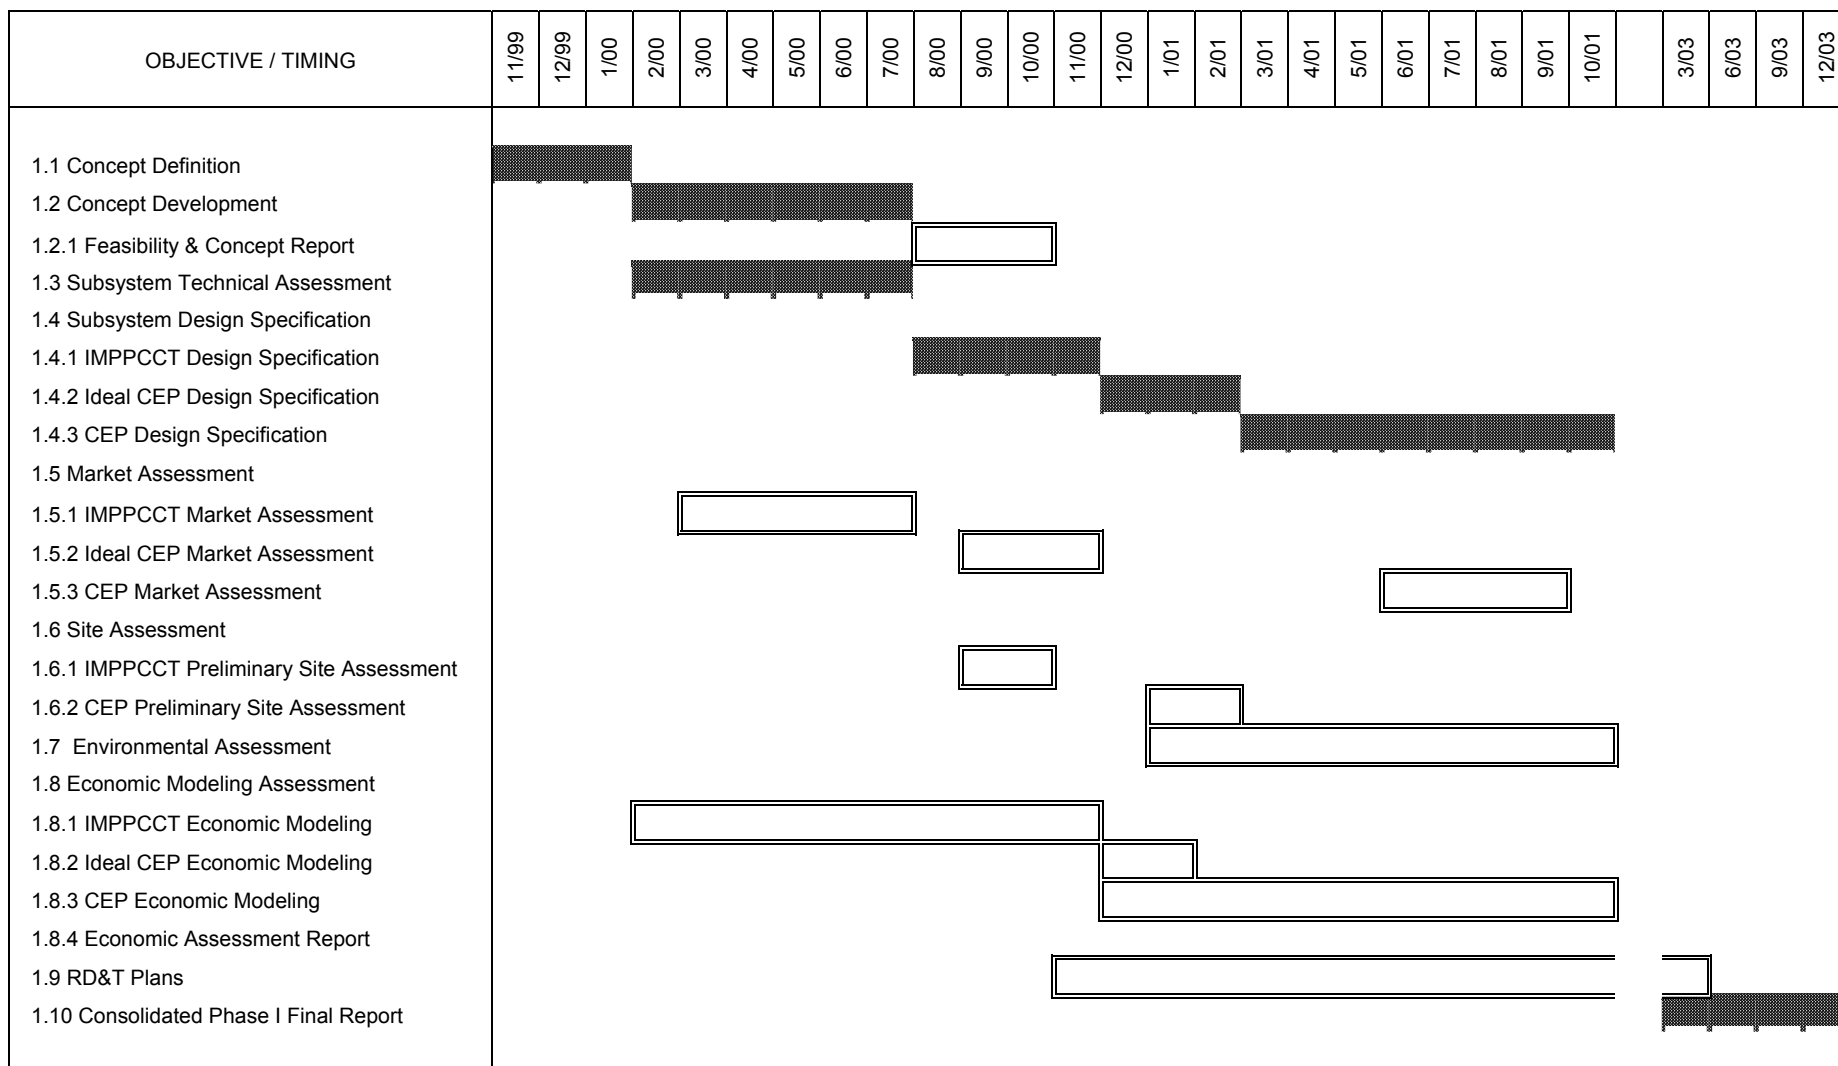 OBJECTIVE / TIMING 11/99 12/99 1/00 2/00 3/00 4/00 5/00 6/00 7/00 8/00 9/00 10/00 11/00 12/00 1/01 2/01 3/01 4/01 5/01 6/01 7/01 8/01 9/01 10/01 3/03 6/03 9/03 12/03
1.1 Concept Definition
1.2 Concept Development
1.2.1 Feasibility & Concept Report
1.3 Subsystem Technical Assessment
1.4 Subsystem Design Specification
1.4.1 IMPPCCT Design Specification
1.4.2 Ideal CEP Design Specification
1.4.3 CEP Design Specification
1.5 Market Assessment
1.5.1 IMPPCCT Market Assessment
1.5.2 Ideal CEP Market Assessment
1.5.3 CEP Market Assessment
1.6 Site Assessment
1.6.1 IMPPCCT Preliminary Site Assessment
1.6.2 CEP Preliminary Site Assessment
1.7 Environmental Assessment
1.8 Economic Modeling Assessment
1.8.1 IMPPCCT Economic Modeling
1.8.2 Ideal CEP Economic Modeling
1.8.3 CEP Economic Modeling
1.8.4 Economic Assessment Report
1.9 RD&T Plans
1.10 Consolidated Phase I Final Report